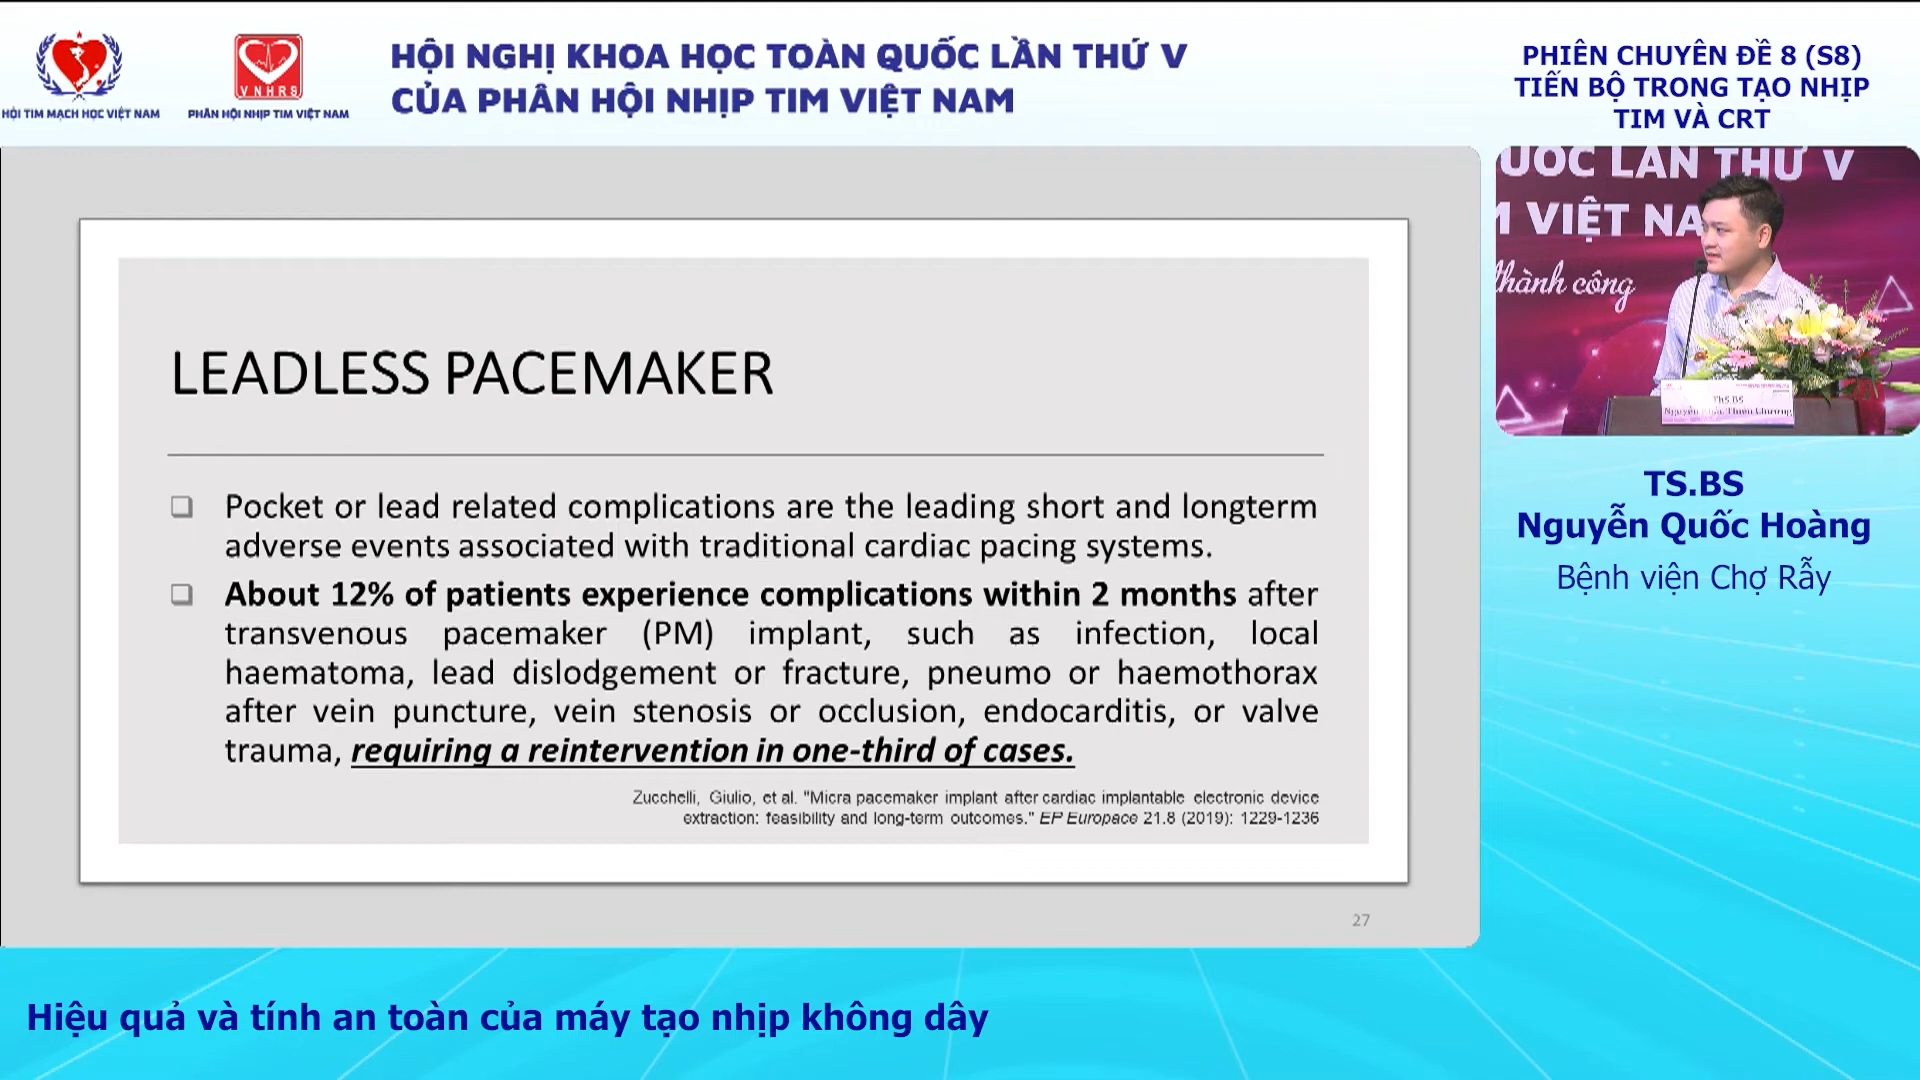 HỘI TIM MẠCH HỌC VIỆT NAM
VNHRS
PHÂN HỘI NHỊP TIM VIỆT NAM
HỘI NGHỊ KHOA HỌC TOÀN QUỐC LẦN THỨ V
CỦA PHÂN HỘI NHỊP TIM VIỆT NAM
PHIÊN CHUYÊN ĐỀ 8 (S8)
TIẾN BỘ TRONG TẠO NHỊP
TIM VÀ CRT
LEADLESS PACEMAKER
Pocket or lead related complications are the leading short and longterm
adverse events associated with traditional cardiac pacing systems.
About 12% of patients experience complications within 2 months after
transvenous pacemaker (PM) implant, such as infection, local
haematoma, lead dislodgement or fracture, pneumo or haemothorax
after vein puncture, vein stenosis or occlusion, endocarditis, or valve
trauma, requiring a reintervention in one-third of cases.
Zucchelli, Giulio, et al. "Micra pacemaker implant after cardiac implantable electronic device
extraction: feasibility and long-term outcomes." EP Europace 21.8 (2019): 1229-1236
27
UỐC LẦN THỨ V
VIỆT NA
thành công
ThS.BS
Nguyễn
TS.BS
Nguyễn Quốc Hoàng
Bệnh viện Chợ Rẫy
Hiệu quả và tính an toàn của máy tạo nhịp không dây